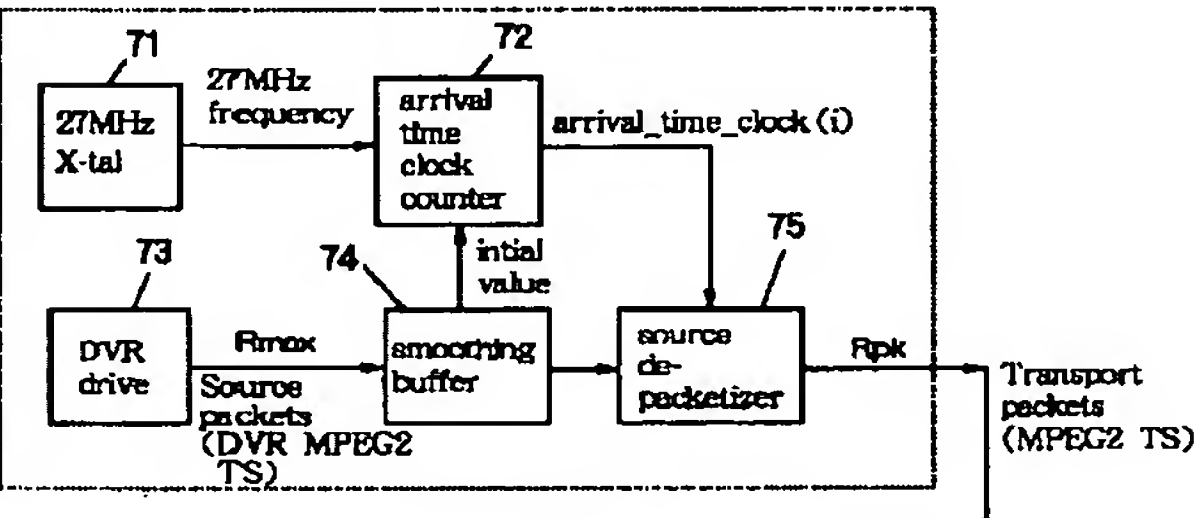 71
27MHz
X-tal
27MHz
frequency
72
arrival
time
clock
counter
arrival_time_clock (i)
73
DVR
drive
Rmax
Source
packets
(DVR MPEG2
TS)
74
intial
value
smoothing
buffer
75
source
de-
packetizer
Rpk
Transport
packets
(MPEG2 TS)